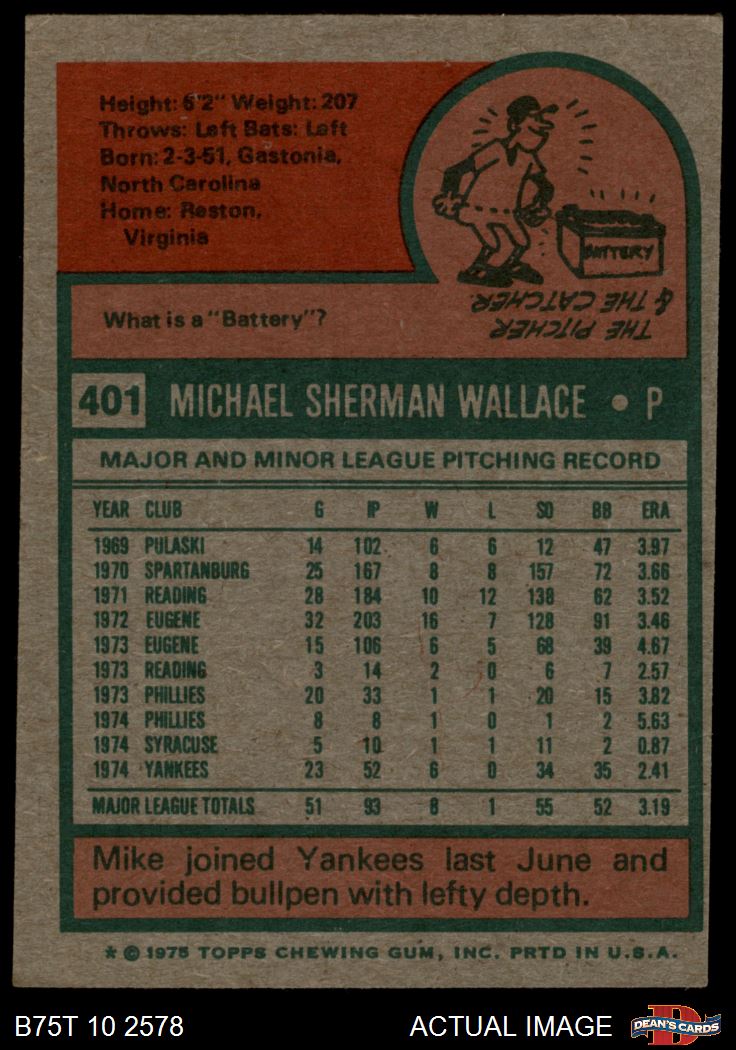 Height: 6'2" Weight: 207
Throws: Left Bats: Left
Born: 2-3-51, Gastonia,
North Carolina
Home: Reston,
Virginia
BATTERY
What is a "Battery"?
THE PITCHER
& THE CATCHER.
401 MICHAEL SHERMAN WALLACE • P
MAJOR AND MINOR LEAGUE PITCHING RECORD
YEAR CLUB G IP W L SO BB ERA
1969 PULASKI 14 102 6 6 12 47 3.97
1970 SPARTANBURG 25 167 8 8 157 72 3.66
1971 READING 28 184 10 12 138 62 3.52
1972 EUGENE 32 203 16 7 128 91 3.46
1973 EUGENE 15 106 6 5 68 39 4.67
1973 READING 3 14 2 0 6 7 2.57
1973 PHILLIES 20 33 1 1 20 15 3.82
1974 PHILLIES 8 8 1 0 1 2 5.63
1974 SYRACUSE 5 10 1 1 11 2 0.87
1974 YANKEES 23 52 6 0 34 35 2.41
MAJOR LEAGUE TOTALS 51 93 8 1 55 52 3.19
Mike joined Yankees last June and
provided bullpen with lefty depth.
* © 1975 TOPPS CHEWING GUM, INC. PRTD IN U.S.A.
B75T 10 2578 ACTUAL IMAGE DEAN'S CARDS